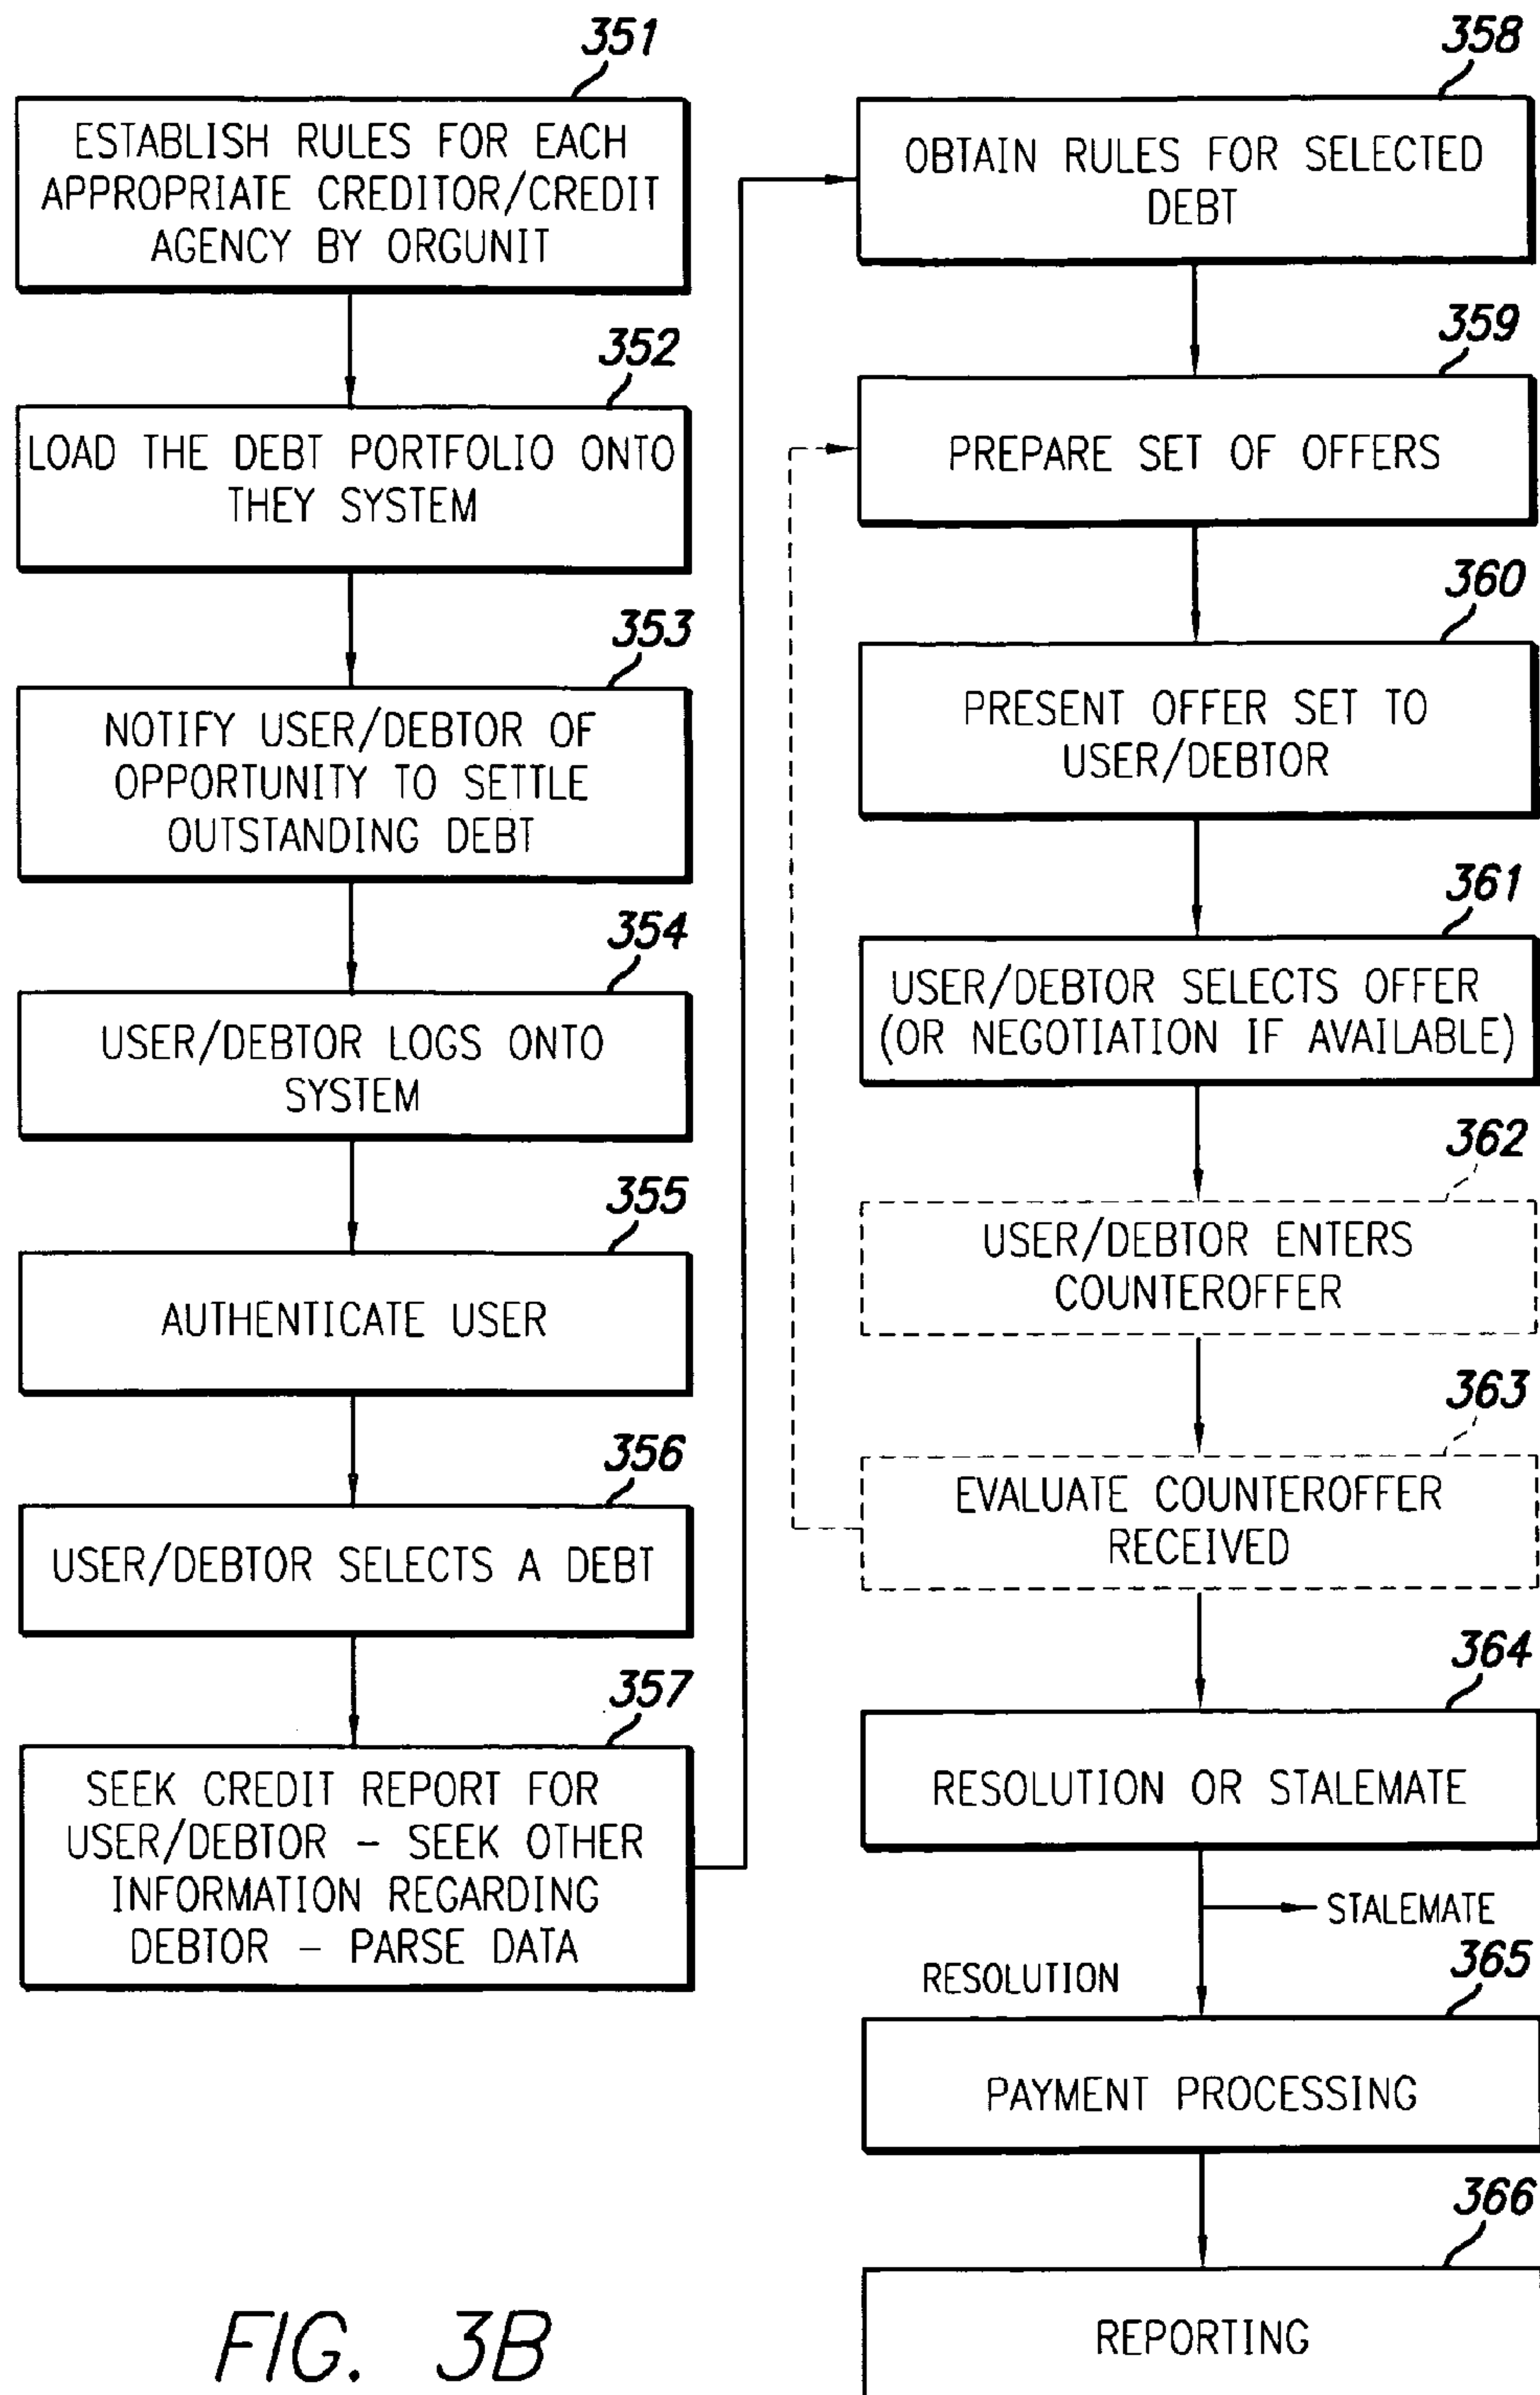 351
ESTABLISH RULES FOR EACH
APPROPRIATE CREDITOR/CREDIT
AGENCY BY ORGUNIT
352
LOAD THE DEBT PORTFOLIO ONTO
THEY SYSTEM
353
NOTIFY USER/DEBTOR OF
OPPORTUNITY TO SETTLE
OUTSTANDING DEBT
354
USER/DEBTOR LOGS ONTO
SYSTEM
355
AUTHENTICATE USER
356
USER/DEBTOR SELECTS A DEBT
357
SEEK CREDIT REPORT FOR
USER/DEBTOR – SEEK OTHER
INFORMATION REGARDING
DEBTOR – PARSE DATA
358
OBTAIN RULES FOR SELECTED
DEBT
359
PREPARE SET OF OFFERS
360
PRESENT OFFER SET TO
USER/DEBTOR
361
USER/DEBTOR SELECTS OFFER
(OR NEGOTIATION IF AVAILABLE)
362
USER/DEBTOR ENTERS
COUNTEROFFER
363
EVALUATE COUNTEROFFER
RECEIVED
364
RESOLUTION OR STALEMATE
STALEMATE
RESOLUTION
365
PAYMENT PROCESSING
366
REPORTING
FIG. 3B